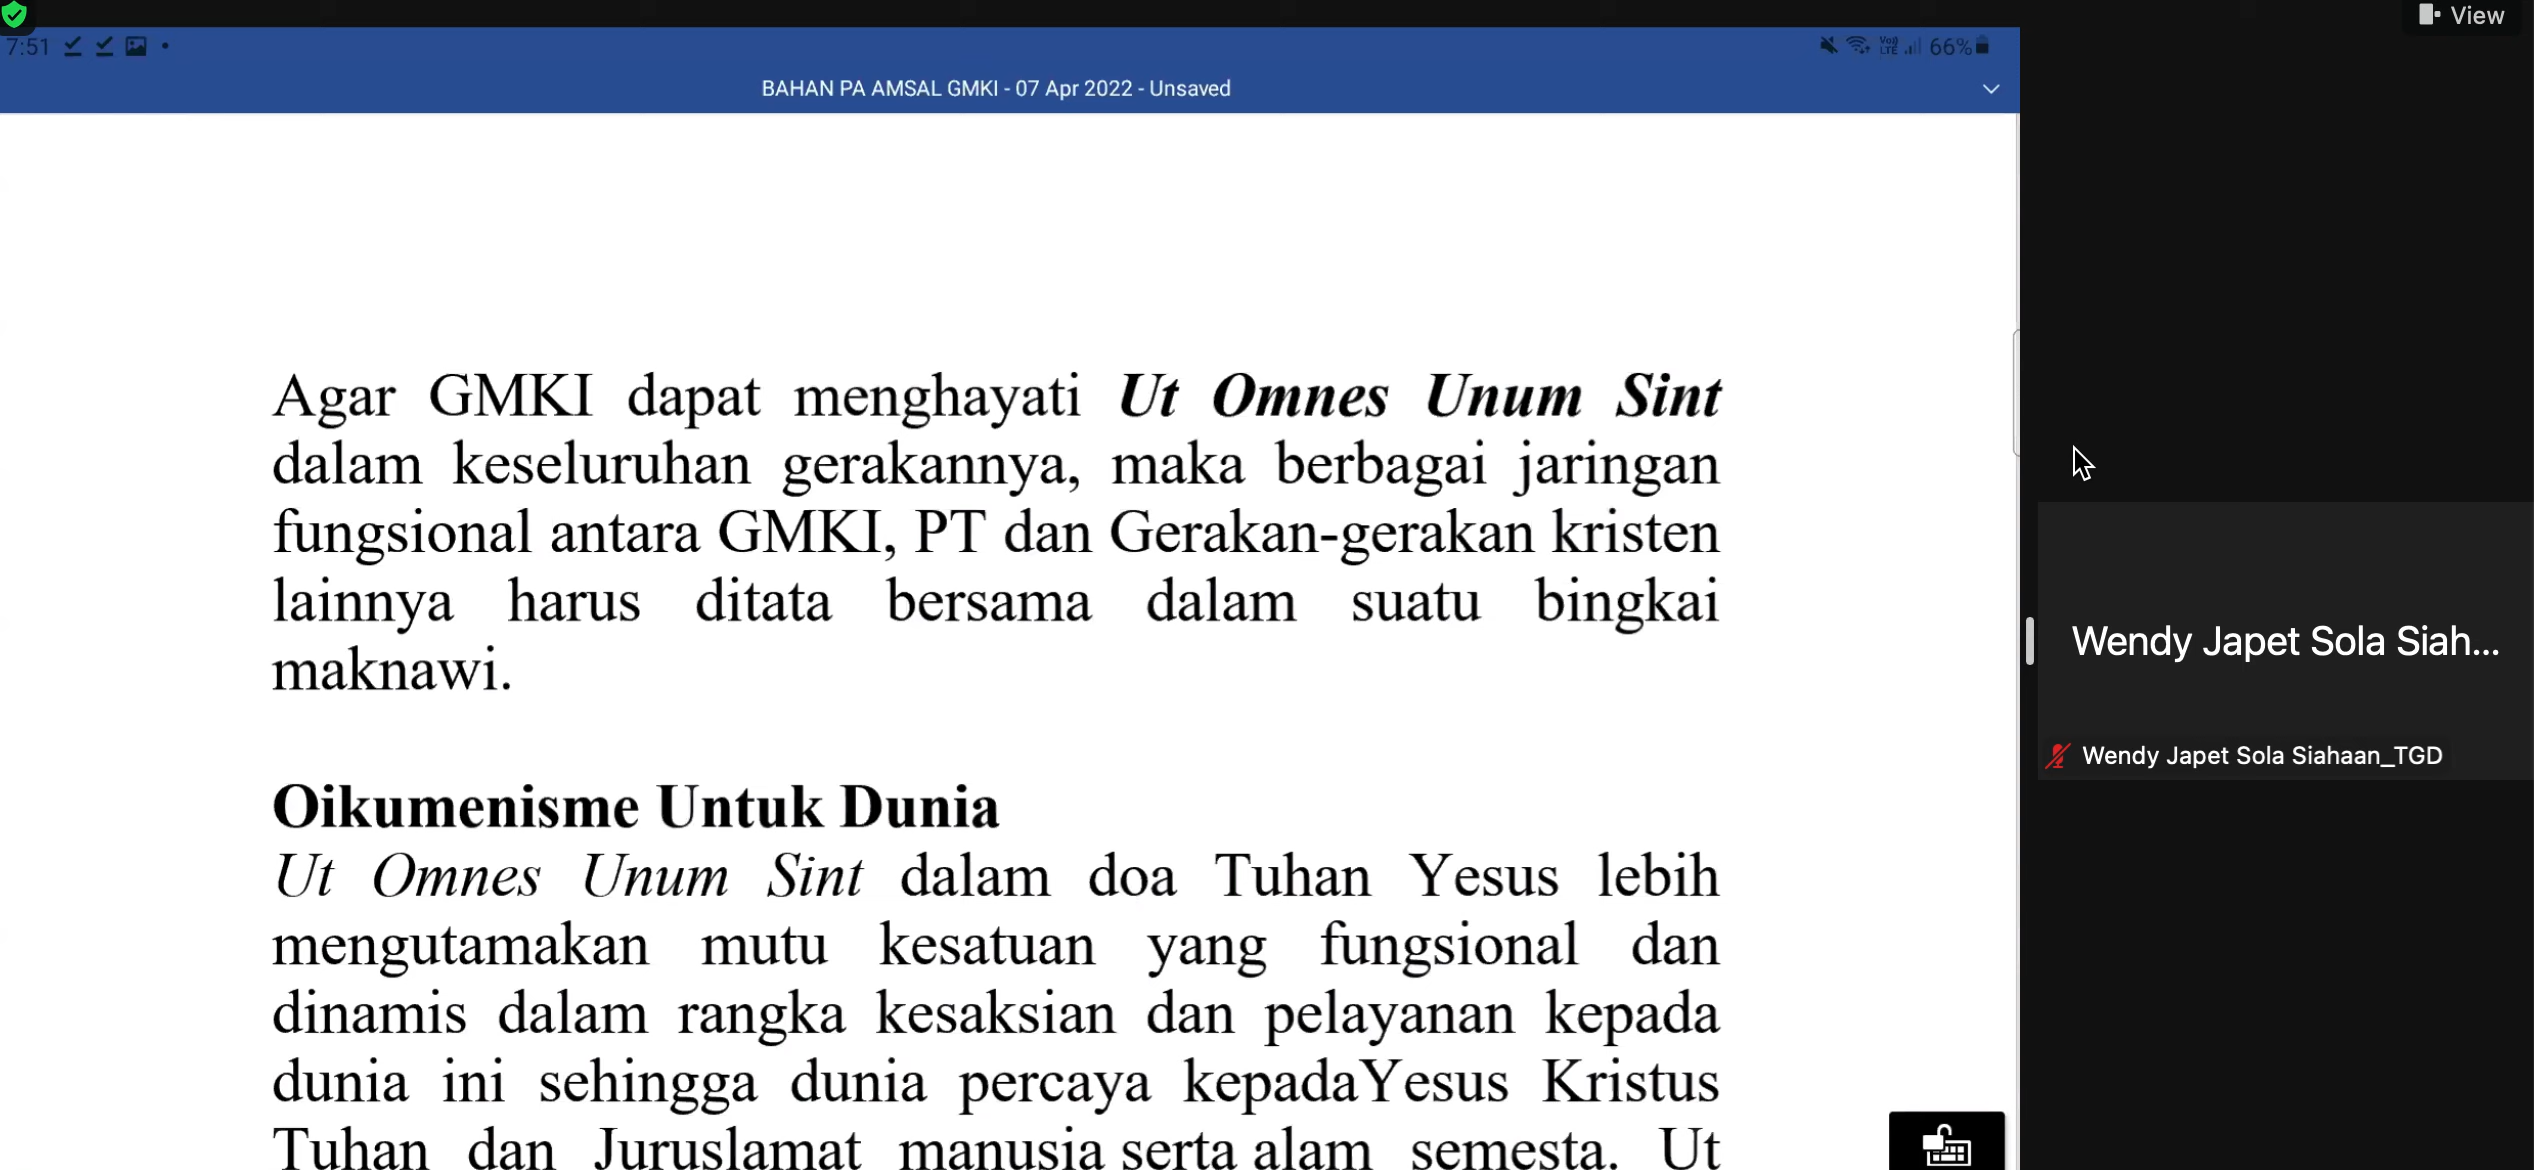 View
7:51
Vo)) LTE 66%
BAHAN PA AMSAL GMKI - 07 Apr 2022 - Unsaved
Agar GMKI dapat menghayati Ut Omnes Unum Sint
dalam keseluruhan gerakannya, maka berbagai jaringan
fungsional antara GMKI, PT dan Gerakan-gerakan kristen
lainnya harus ditata bersama dalam suatu bingkai
maknawi.
Oikumenisme Untuk Dunia
Ut Omnes Unum Sint dalam doa Tuhan Yesus lebih
mengutamakan mutu kesatuan yang fungsional dan
dinamis dalam rangka kesaksian dan pelayanan kepada
dunia ini sehingga dunia percaya kepadaYesus Kristus
Tuhan dan Juruslamat manusia serta alam semesta. Ut
Wendy Japet Sola Siah...
Wendy Japet Sola Siahaan_TGD